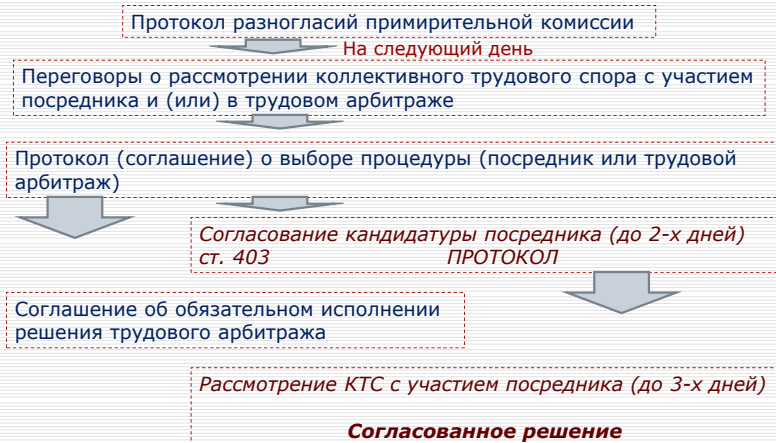 Протокол разногласий примирительной комиссии
На следующий день
Переговоры о рассмотрении коллективного трудового спора с участием
посредника и (или) в трудовом арбитраже
Протокол (соглашение) о выборе процедуры (посредник или трудовой
арбитраж)
Согласование кандидатуры посредника (до 2-х дней)
ст. 403 ПРОТОКОЛ
Соглашение об обязательном исполнении
решения трудового арбитража
Рассмотрение КТС с участием посредника (до 3-х дней)
Согласованное решение